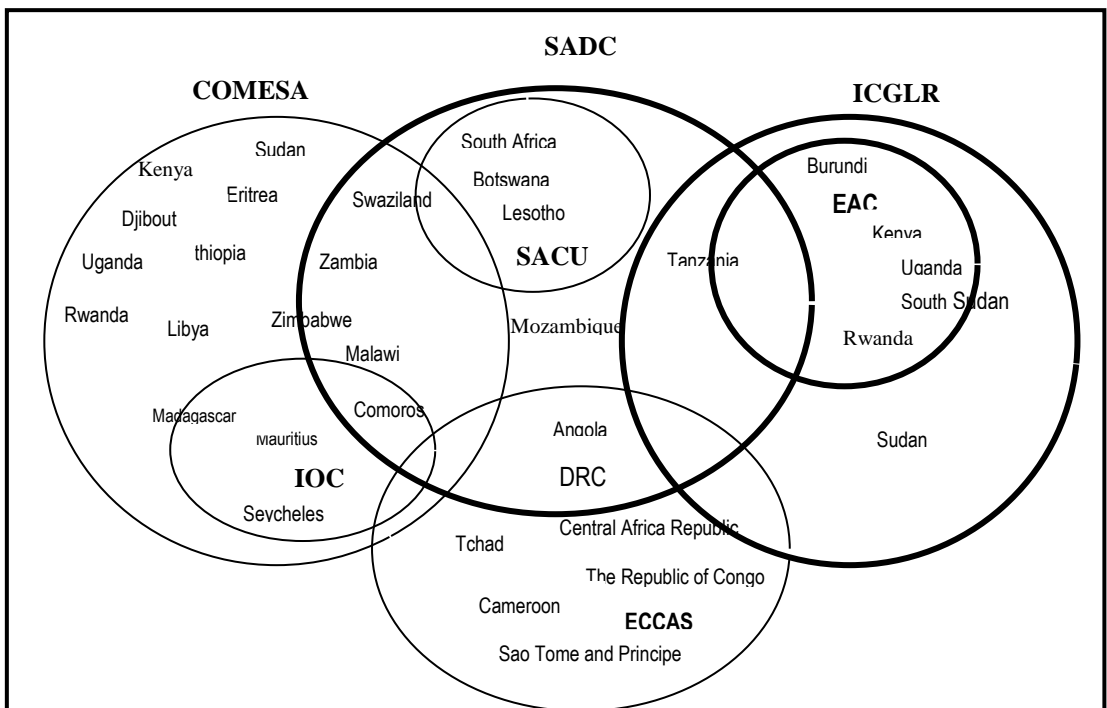 SADC
COMESA
ICGLR
Kenya
Sudan
Eritrea
Djibout
thiopia
Uganda
Rwanda
Libya
Swaziland
Zambia
Zimbabwe
Malawi
Madagascar
Mauritius
Comoros
IOC
Seycheles
South Africa
Botswana
Lesotho
SACU
Mozambique
Tanzania
Burundi
EAC
Kenya
Uganda
South Sudan
Rwanda
Sudan
Angola
DRC
Central Africa Republic
Tchad
The Republic of Congo
Cameroon
ECCAS
Sao Tome and Principe